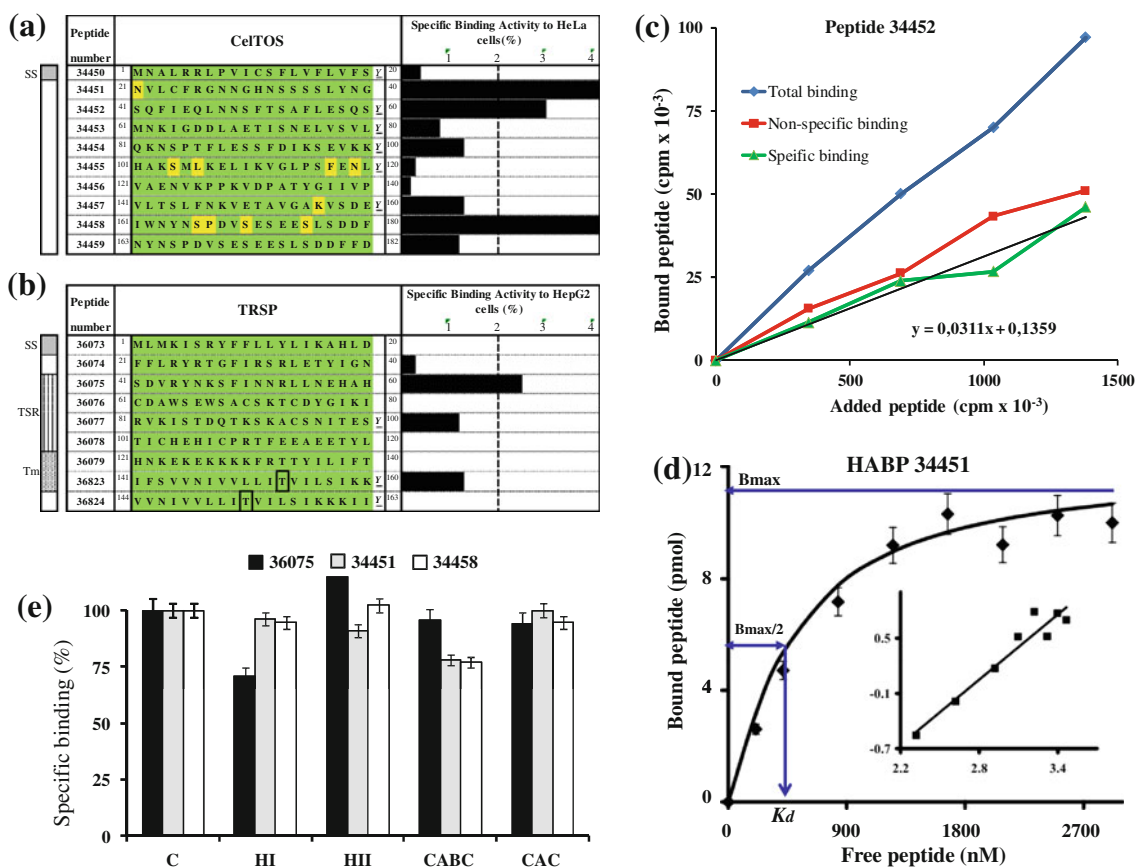 (a)
Peptide number
CelTOS
Specific Binding Activity to HeLa cells(%)
1 2 3 4
SS
34450 1 M N A L R R L P V I C S F L V F L V F S Y 20
34451 21 N V L C F R G N N G H N S S S S L Y N G 40
34452 41 S Q F I E Q L N N S F T S A F L E S Q Y 60
34453 61 M N K I G D D L A E T I S N E L V S V L Y 80
34454 81 Q K N S P T F L E S S F D I K S E V K K Y 100
34455 101 H A K S M L K E L I K V G L P S F E N L Y 120
34456 121 V A E N V K P P K V D P A T Y G I I V P 140
34457 141 V L T S L F N K V E T A V G A K V S D E Y 160
34458 161 I W N Y N S P D V S E S E E S L S D D F F 180
34459 163 N Y N S P D V S E S E E S L S D D F F D 182
(b)
Peptide number
TRSP
Specific Binding Activity to HepG2 cells (%)
1 2 3 4
SS
TSR
Tm
36073 1 M L M K I S R Y F F L L Y L I K A H L D 20
36074 21 F F L R Y R T G F I R S R L E T Y I G N 40
36075 41 S D V R Y N K S F I N N R L L N E H A H 60
36076 61 C D A W S E W S A C S K T C D Y G I K I 80
36077 81 R V K I S T D Q T K S K A C S N I T E S Y 100
36078 101 T I C H E H I C P R T F E E A E E T Y L 120
36079 121 H N K E K E K K K K F R T T Y I L I F T 140
36823 141 I F S V V N I V V L L I T V I L S I K K Y 160
36824 144 V V N I V V L L I T V I L S I K K K I I Y 163
(c)
Peptide 34452
Total binding
Non-specific binding
Speific binding
Bound peptide (cpm x 10-3)
100
75
50
25
0
y = 0,0311x + 0,1359
0 500 1000 1500
Added peptide (cpm x 10-3)
(d)
HABP 34451
Bmax
Bmax/2
Kd
Bound peptide (pmol)
12
8
4
0
0.5
-0.1
-0.7
2.2 2.8 3.4
0 900 1800 2700
Free peptide (nM)
(e)
36075 34451 34458
Specific binding (%)
100
75
50
25
0
C HI HII CABC CAC